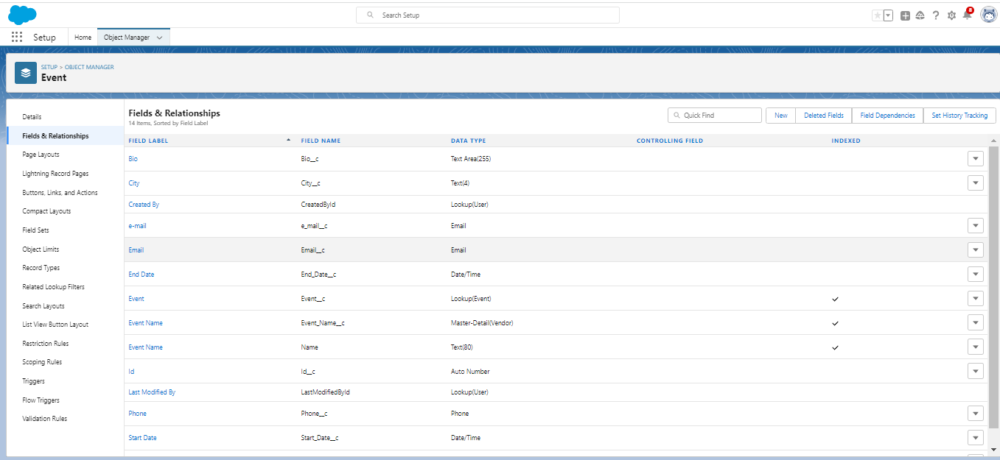 Search Setup
8
Setup
Home
Object Manager
SETUP > OBJECT MANAGER
Event
Details
Fields & Relationships
Page Layouts
Lightning Record Pages
Buttons, Links, and Actions
Compact Layouts
Field Sets
Object Limits
Record Types
Related Lookup Filters
Search Layouts
List View Button Layout
Restriction Rules
Scoping Rules
Triggers
Flow Triggers
Validation Rules
Fields & Relationships
14 Items, Sorted by Field Label
Quick Find
New
Deleted Fields
Field Dependencies
Set History Tracking
FIELD LABEL FIELD NAME DATA TYPE CONTROLLING FIELD INDEXED
Bio Bio__c Text Area(255)
City City__c Text(4)
Created By CreatedById Lookup(User)
e-mail e_mail__c Email
Email Email__c Email
End Date End_Date__c Date/Time
Event Event__c Lookup(Event)
Event Name Event_Name__c Master-Detail(Vendor)
Event Name Name Text(80)
Id Id__c Auto Number
Last Modified By LastModifiedById Lookup(User)
Phone Phone__c Phone
Start Date Start_Date__c Date/Time